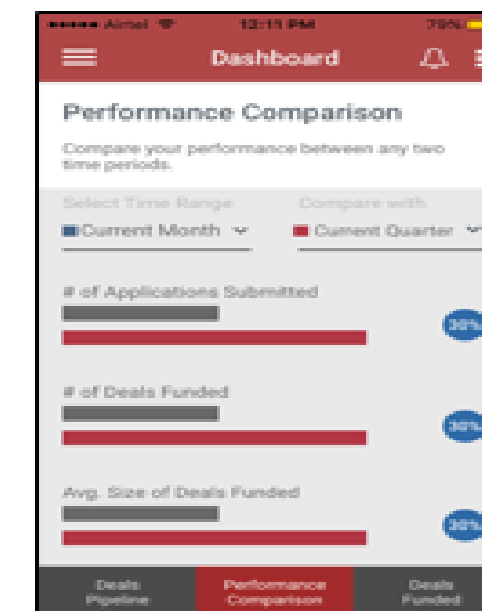 Airtel 12:11 PM 79%
Dashboard
Performance Comparison
Compare your performance between any two
time periods.
Select Time Range Compare with
Current Month Current Quarter
# of Applications Submitted
30%
# of Deals Funded
30%
Avg. Size of Deals Funded
30%
Deals Performance Deals
Pipeline Comparison Funded